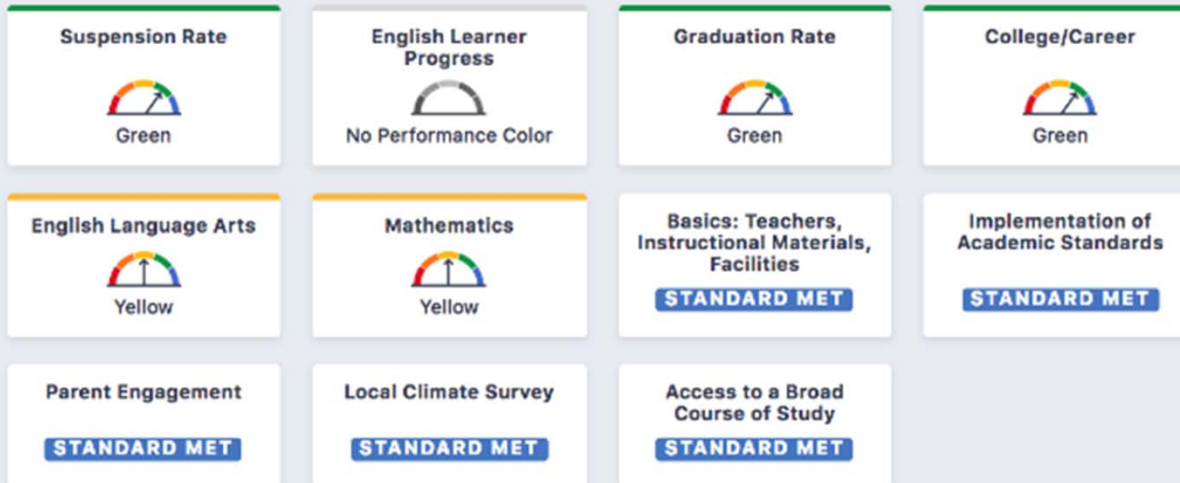 Suspension Rate
Green
English Learner
Progress
No Performance Color
Graduation Rate
Green
College/Career
Green
English Language Arts
Yellow
Mathematics
Yellow
Basics: Teachers,
Instructional Materials,
Facilities
STANDARD MET
Implementation of
Academic Standards
STANDARD MET
Parent Engagement
STANDARD MET
Local Climate Survey
STANDARD MET
Access to a Broad
Course of Study
STANDARD MET